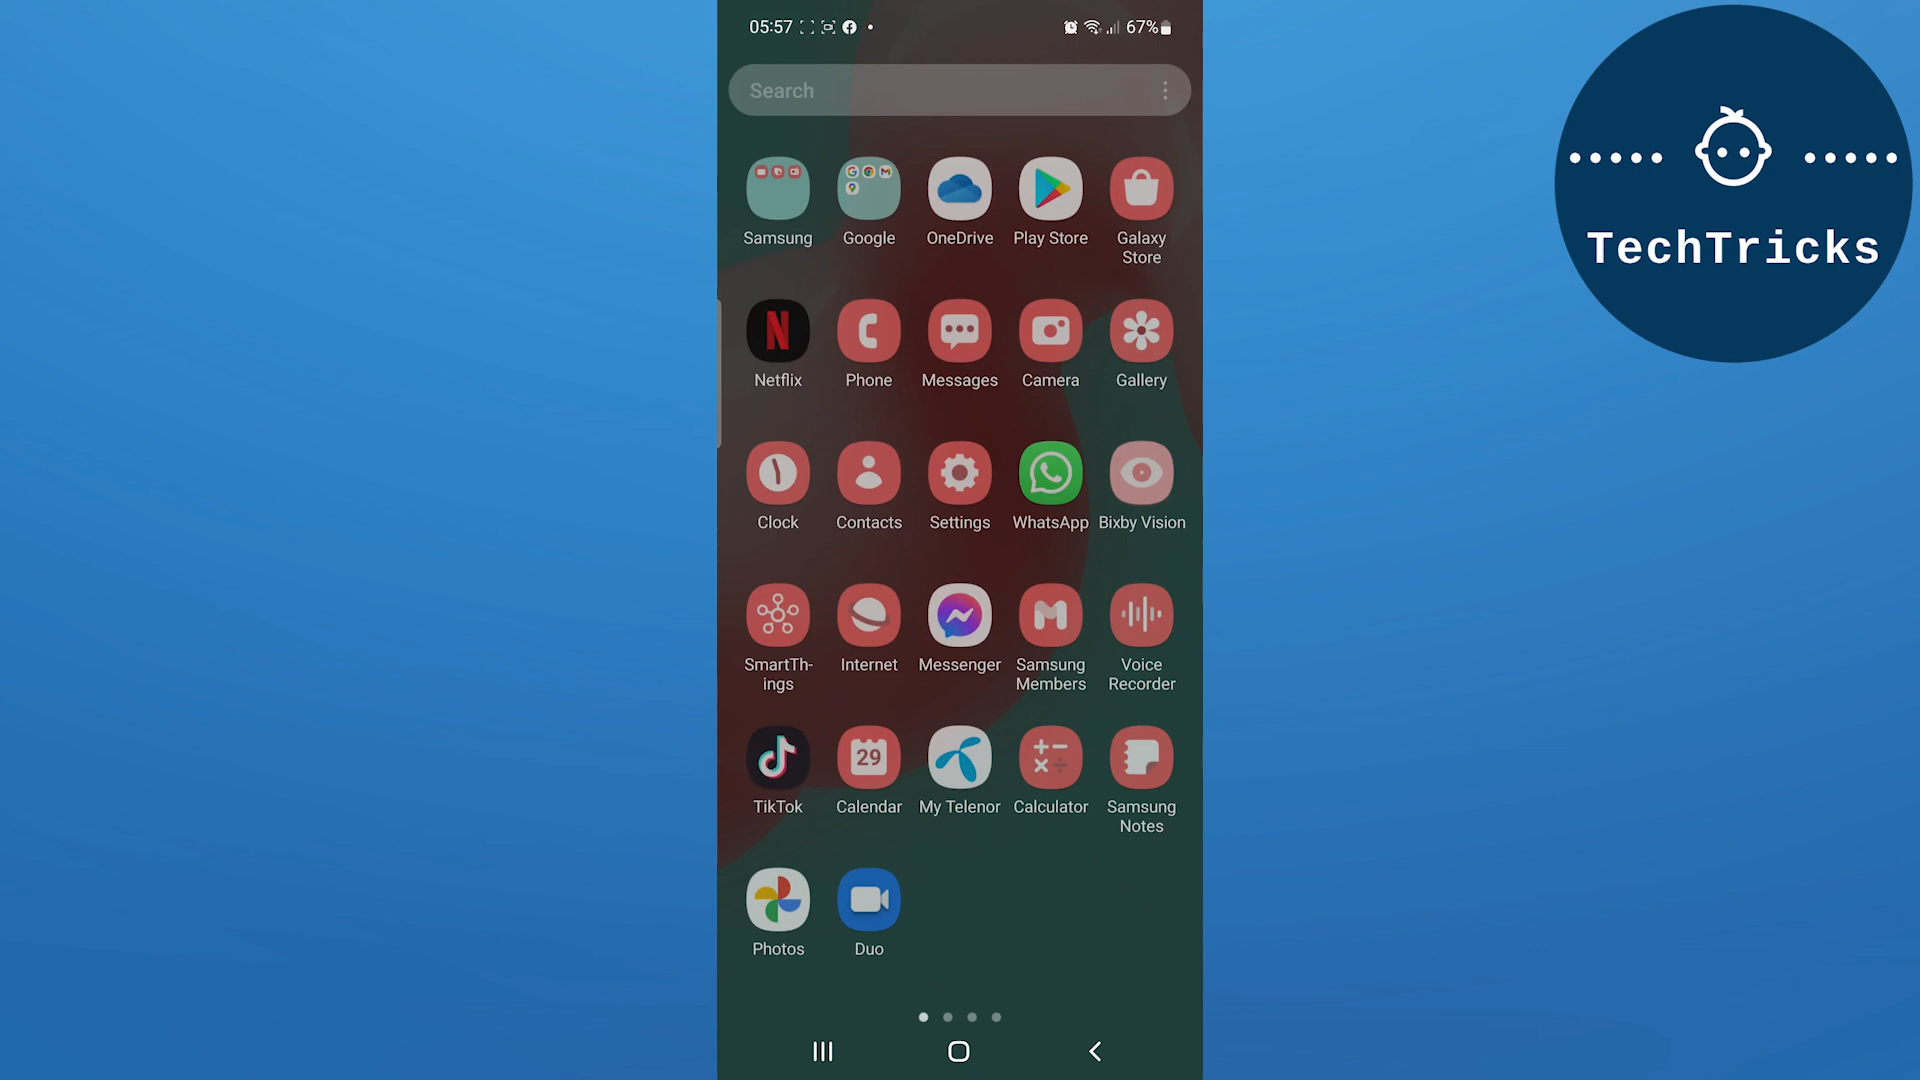 05:57
67%
Search
Samsung Google OneDrive Play Store Galaxy
Store
Netflix Phone Messages Camera Gallery
Clock Contacts Settings WhatsApp Bixby Vision
SmartTh- Internet Messenger Samsung Voice
ings Members Recorder
29
TikTok Calendar My Telenor Calculator Samsung
Notes
Photos Duo
TechTricks